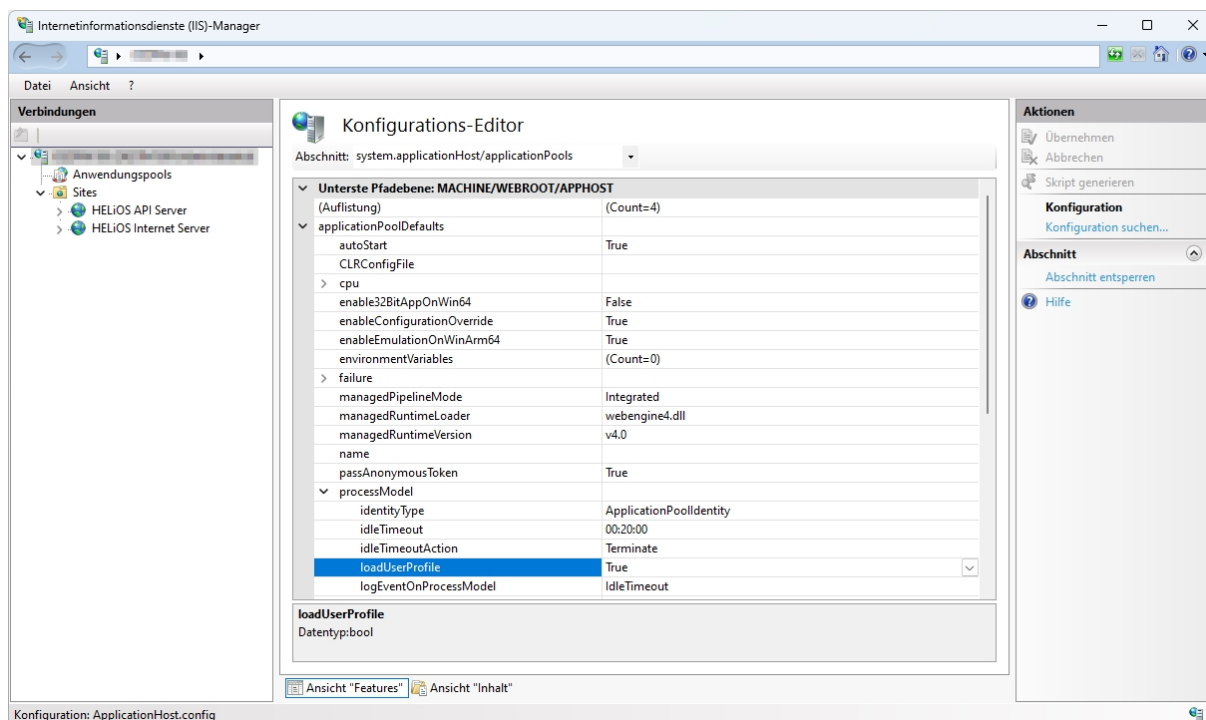 Internetinformationsdienste (IIS)-Manager
Datei Ansicht ?
Verbindungen
Anwendungspools
Sites
HELiOS API Server
HELiOS Internet Server
Konfigurations-Editor
Abschnitt: system.applicationHost/applicationPools
Unterste Pfadebene: MACHINE/WEBROOT/APPHOST
(Auflistung) (Count=4)
applicationPoolDefaults
autoStart True
CLRConfigFile
cpu
enable32BitAppOnWin64 False
enableConfigurationOverride True
enableEmulationOnWinArm64 True
environmentVariables (Count=0)
failure
managedPipelineMode Integrated
managedRuntimeLoader webengine4.dll
managedRuntimeVersion v4.0
name
passAnonymousToken True
processModel
identityType ApplicationPoolIdentity
idleTimeout 00:20:00
idleTimeoutAction Terminate
loadUserProfile True
logEventOnProcessModel IdleTimeout
loadUserProfile
Datentyp:bool
Ansicht "Features" Ansicht "Inhalt"
Aktionen
Übernehmen
Abbrechen
Skript generieren
Konfiguration
Konfiguration suchen...
Abschnitt
Abschnitt entsperren
Hilfe
Konfiguration: ApplicationHost.config